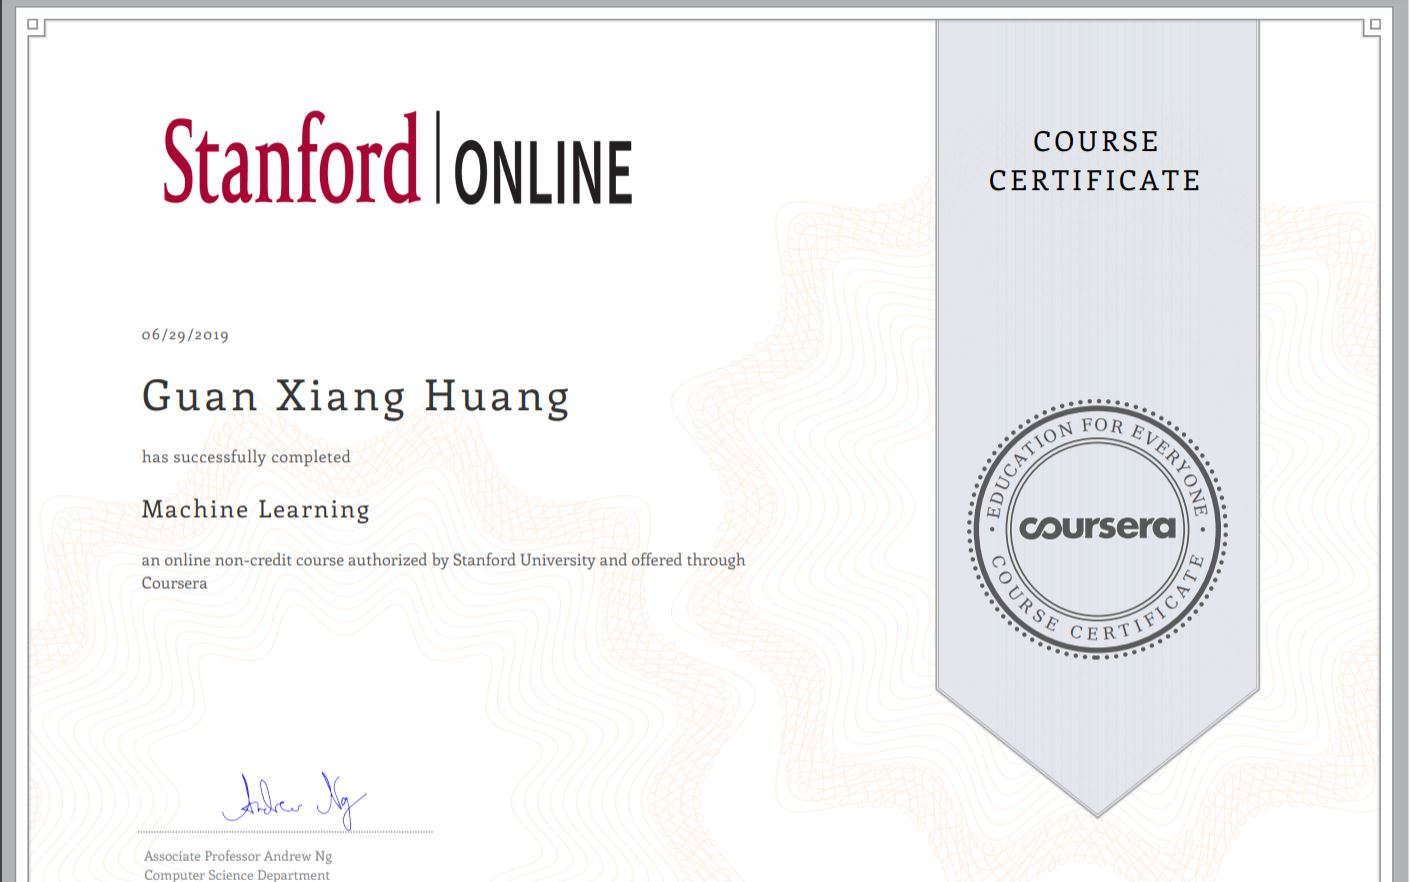 Stanford | ONLINE
COURSE
CERTIFICATE
06/29/2019
Guan Xiang Huang
has successfully completed
Machine Learning
an online non-credit course authorized by Stanford University and offered through
Coursera
EDUCATION FOR EVERYONE
coursera
COURSE CERTIFICATE
Andrew Ng
Associate Professor Andrew Ng
Computer Science Department